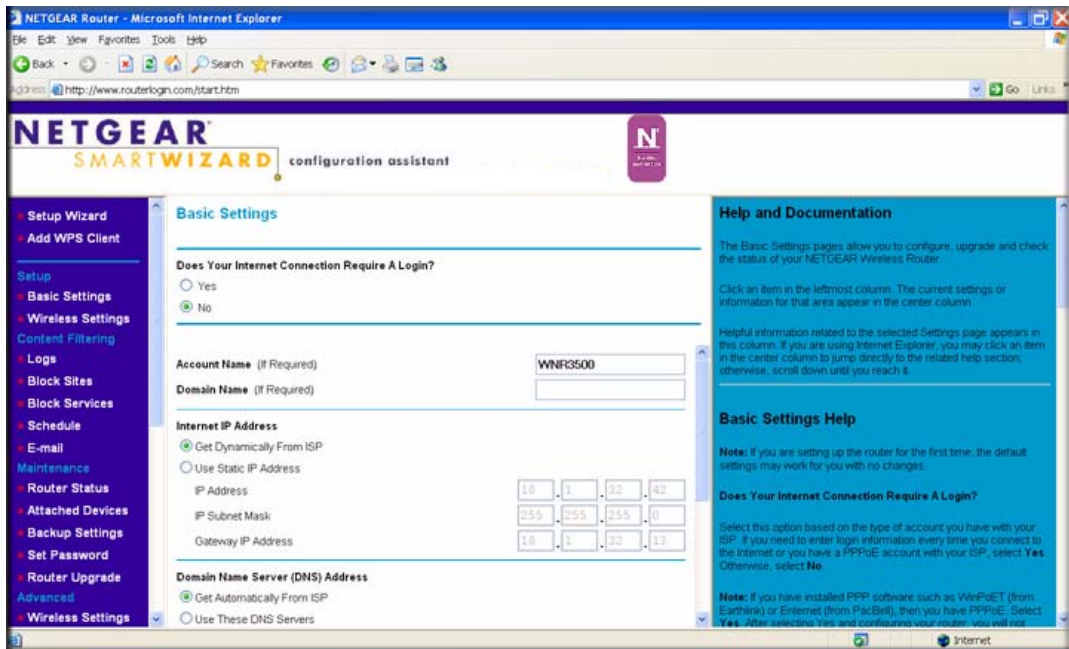 NETGEAR Router - Microsoft Internet Explorer
File Edit View Favorites Tools Help
Back Search Favorites
Address http://www.routerlogin.com/start.htm Go Links
NETGEAR
SMARTWIZARD configuration assistant
N
Setup Wizard
Add WPS Client
Setup
Basic Settings
Wireless Settings
Content Filtering
Logs
Block Sites
Block Services
Schedule
E-mail
Maintenance
Router Status
Attached Devices
Backup Settings
Set Password
Router Upgrade
Advanced
Wireless Settings
Basic Settings
Does Your Internet Connection Require A Login?
Yes
No
Account Name (If Required) WNR3500
Domain Name (If Required)
Internet IP Address
Get Dynamically From ISP
Use Static IP Address
IP Address 10 . 1 . 32 . 42
IP Subnet Mask 255 . 255 . 255 . 0
Gateway IP Address 10 . 1 . 32 . 13
Domain Name Server (DNS) Address
Get Automatically From ISP
Use These DNS Servers
Help and Documentation
The Basic Settings pages allow you to configure, upgrade and check
the status of your NETGEAR Wireless Router.
Click an item in the leftmost column. The current settings or
information for that area appear in the center column.
Helpful information related to the selected Settings page appears in
this column. If you are using Internet Explorer, you may click an item
in the center column to jump directly to the related help section;
otherwise, scroll down until you reach it.
Basic Settings Help
Note: If you are setting up the router for the first time, the default
settings may work for you with no changes.
Does Your Internet Connection Require A Login?
Select this option based on the type of account you have with your
ISP. If you need to enter login information every time you connect to
the Internet or you have a PPPoE account with your ISP, select Yes.
Otherwise, select No.
Note: If you have installed PPP software such as WinPoET (from
Earthlink) or Enternet (from PacBell), then you have PPPoE. Select
Yes. After selecting Yes and configuring your router, you will not
Internet